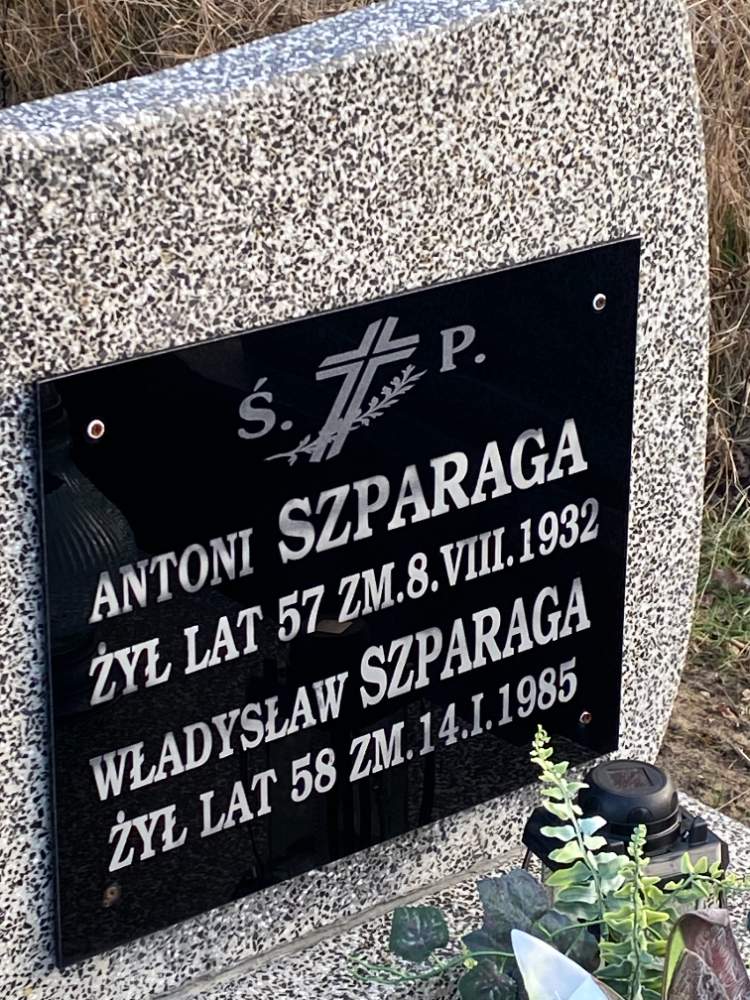 Ś. P.
ANTONI SZPARAGA
ŻYŁ LAT 57 ZM.8.VIII.1932
WŁADYSŁAW SZPARAGA
ŻYŁ LAT 58 ZM.14.I.1985